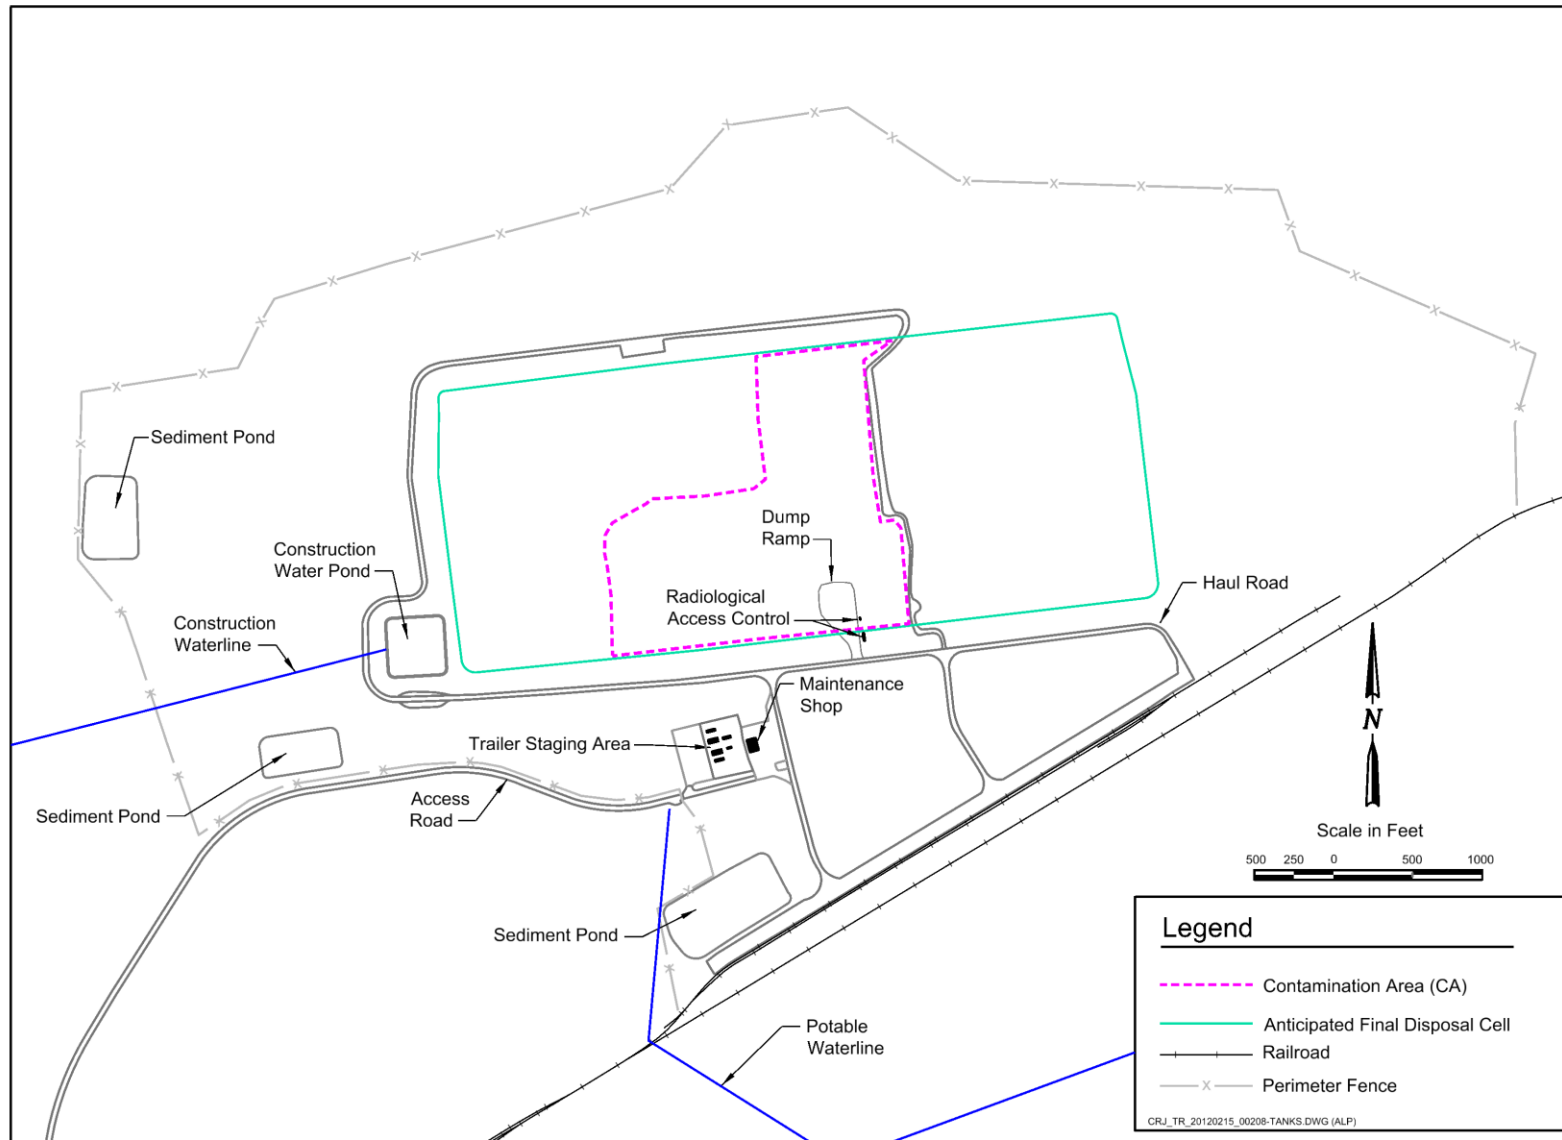 Sediment Pond
Dump
Ramp
Construction
Water Pond
Haul Road
Radiological
Access Control
Construction
Waterline
Maintenance
Shop
N
Trailer Staging Area
Sediment Pond
Access
Road
Scale in Feet
500 250 0 500 1000
Sediment Pond
Legend
Contamination Area (CA)
Potable
Waterline
Anticipated Final Disposal Cell
Railroad
Perimeter Fence
CRJ_TR_20120215_00208-TANKS.DWG (ALP)